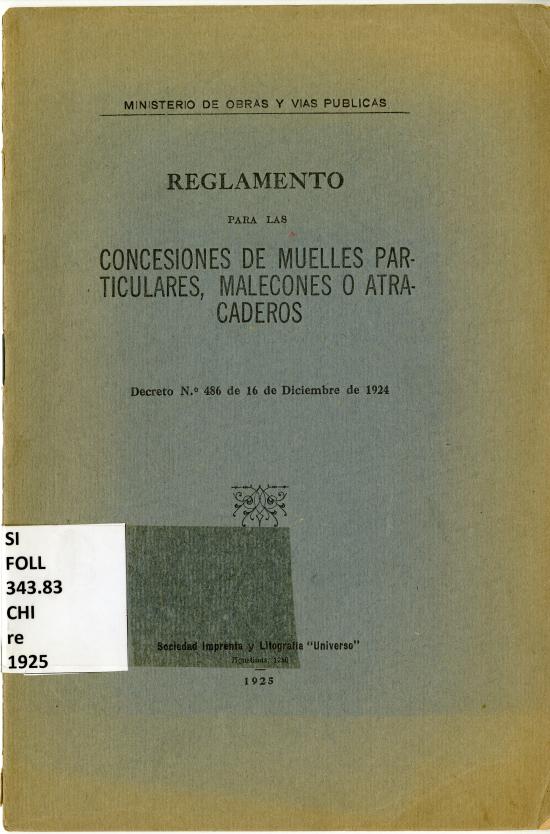 MINISTERIO DE OBRAS Y VIAS PUBLICAS
REGLAMENTO
PARA LAS
CONCESIONES DE MUELLES PAR-
TICULARES, MALECONES O ATRA-
CADEROS
Decreto N.º 486 de 16 de Diciembre de 1924
SI
FOLL
343.83
CHI
re
1925
Sociedad Imprenta y Litografía "Universo"
1925